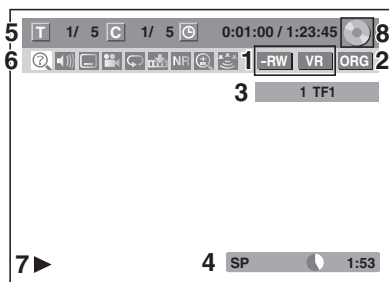 5 T 1/ 5 C 1/ 5 0:01:00 / 1:23:45 8
6 NR 1 -RW VR ORG 2
3 1 TF1
7 4 SP 1:53